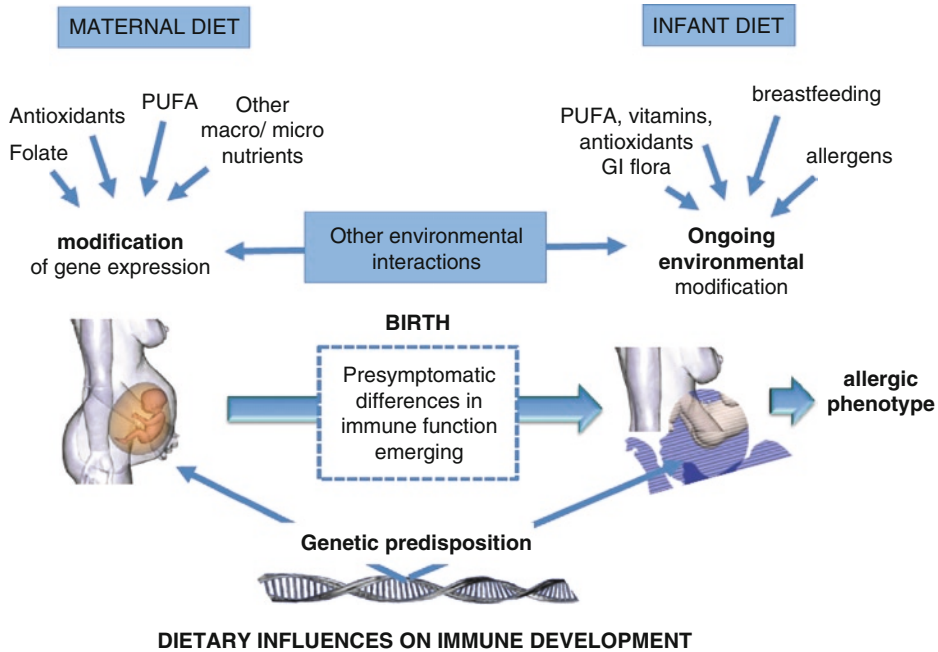 MATERNAL DIET
INFANT DIET
Antioxidants
Folate
PUFA
Other
macro/ micro
nutrients
PUFA, vitamins,
antioxidants
GI flora
breastfeeding
allergens
modification
of gene expression
Other environmental
interactions
Ongoing
environmental
modification
BIRTH
Presymptomatic
differences in
immune function
emerging
allergic
phenotype
Genetic predisposition
DIETARY INFLUENCES ON IMMUNE DEVELOPMENT